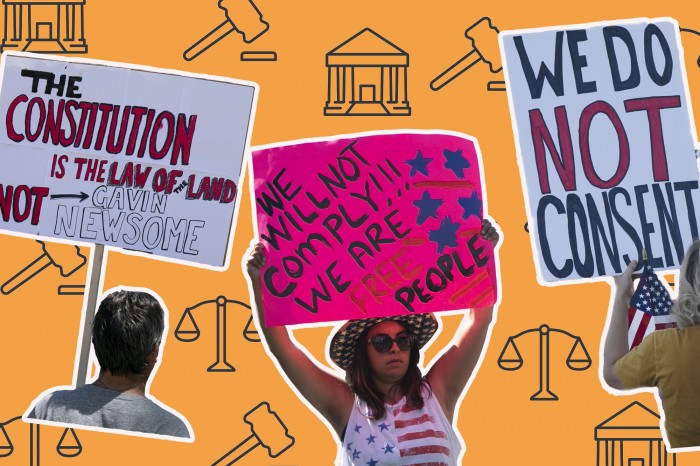 THE
CONSTITUTION
IS THE LAW OF THE LAND
NOT → GAVIN
NEWSOME
WE
WILL NOT
COMPLY!!!
WE ARE
FREE
PEOPLE
WE DO
NOT
CONSENT